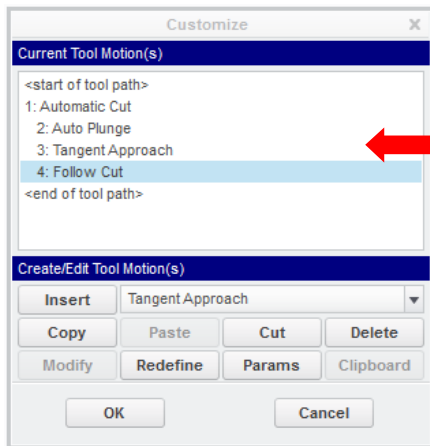 Customize X
Current Tool Motion(s)
<start of tool path>
1: Automatic Cut
2: Auto Plunge
3: Tangent Approach
4: Follow Cut
<end of tool path>
Create/Edit Tool Motion(s)
Insert Tangent Approach
Copy Paste Cut Delete
Modify Redefine Params Clipboard
OK Cancel